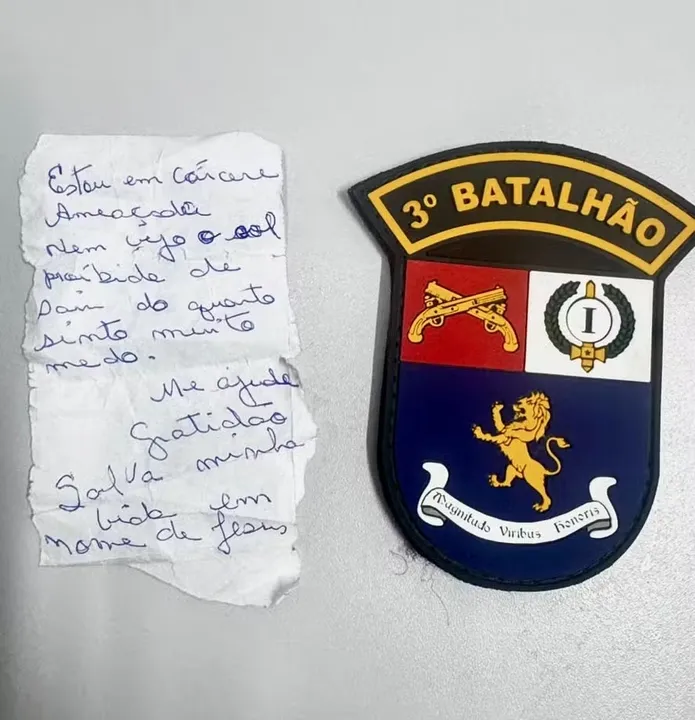 Estou em Cárcere
Ameaçada
Nem vejo o sol
proibida de
sair do quarto
sinto muito
medo.
Me ajude
Gratidão
Salva minha
vida em
nome de Jesus
3º BATALHÃO
I
Magnitudo Viribus Honoris